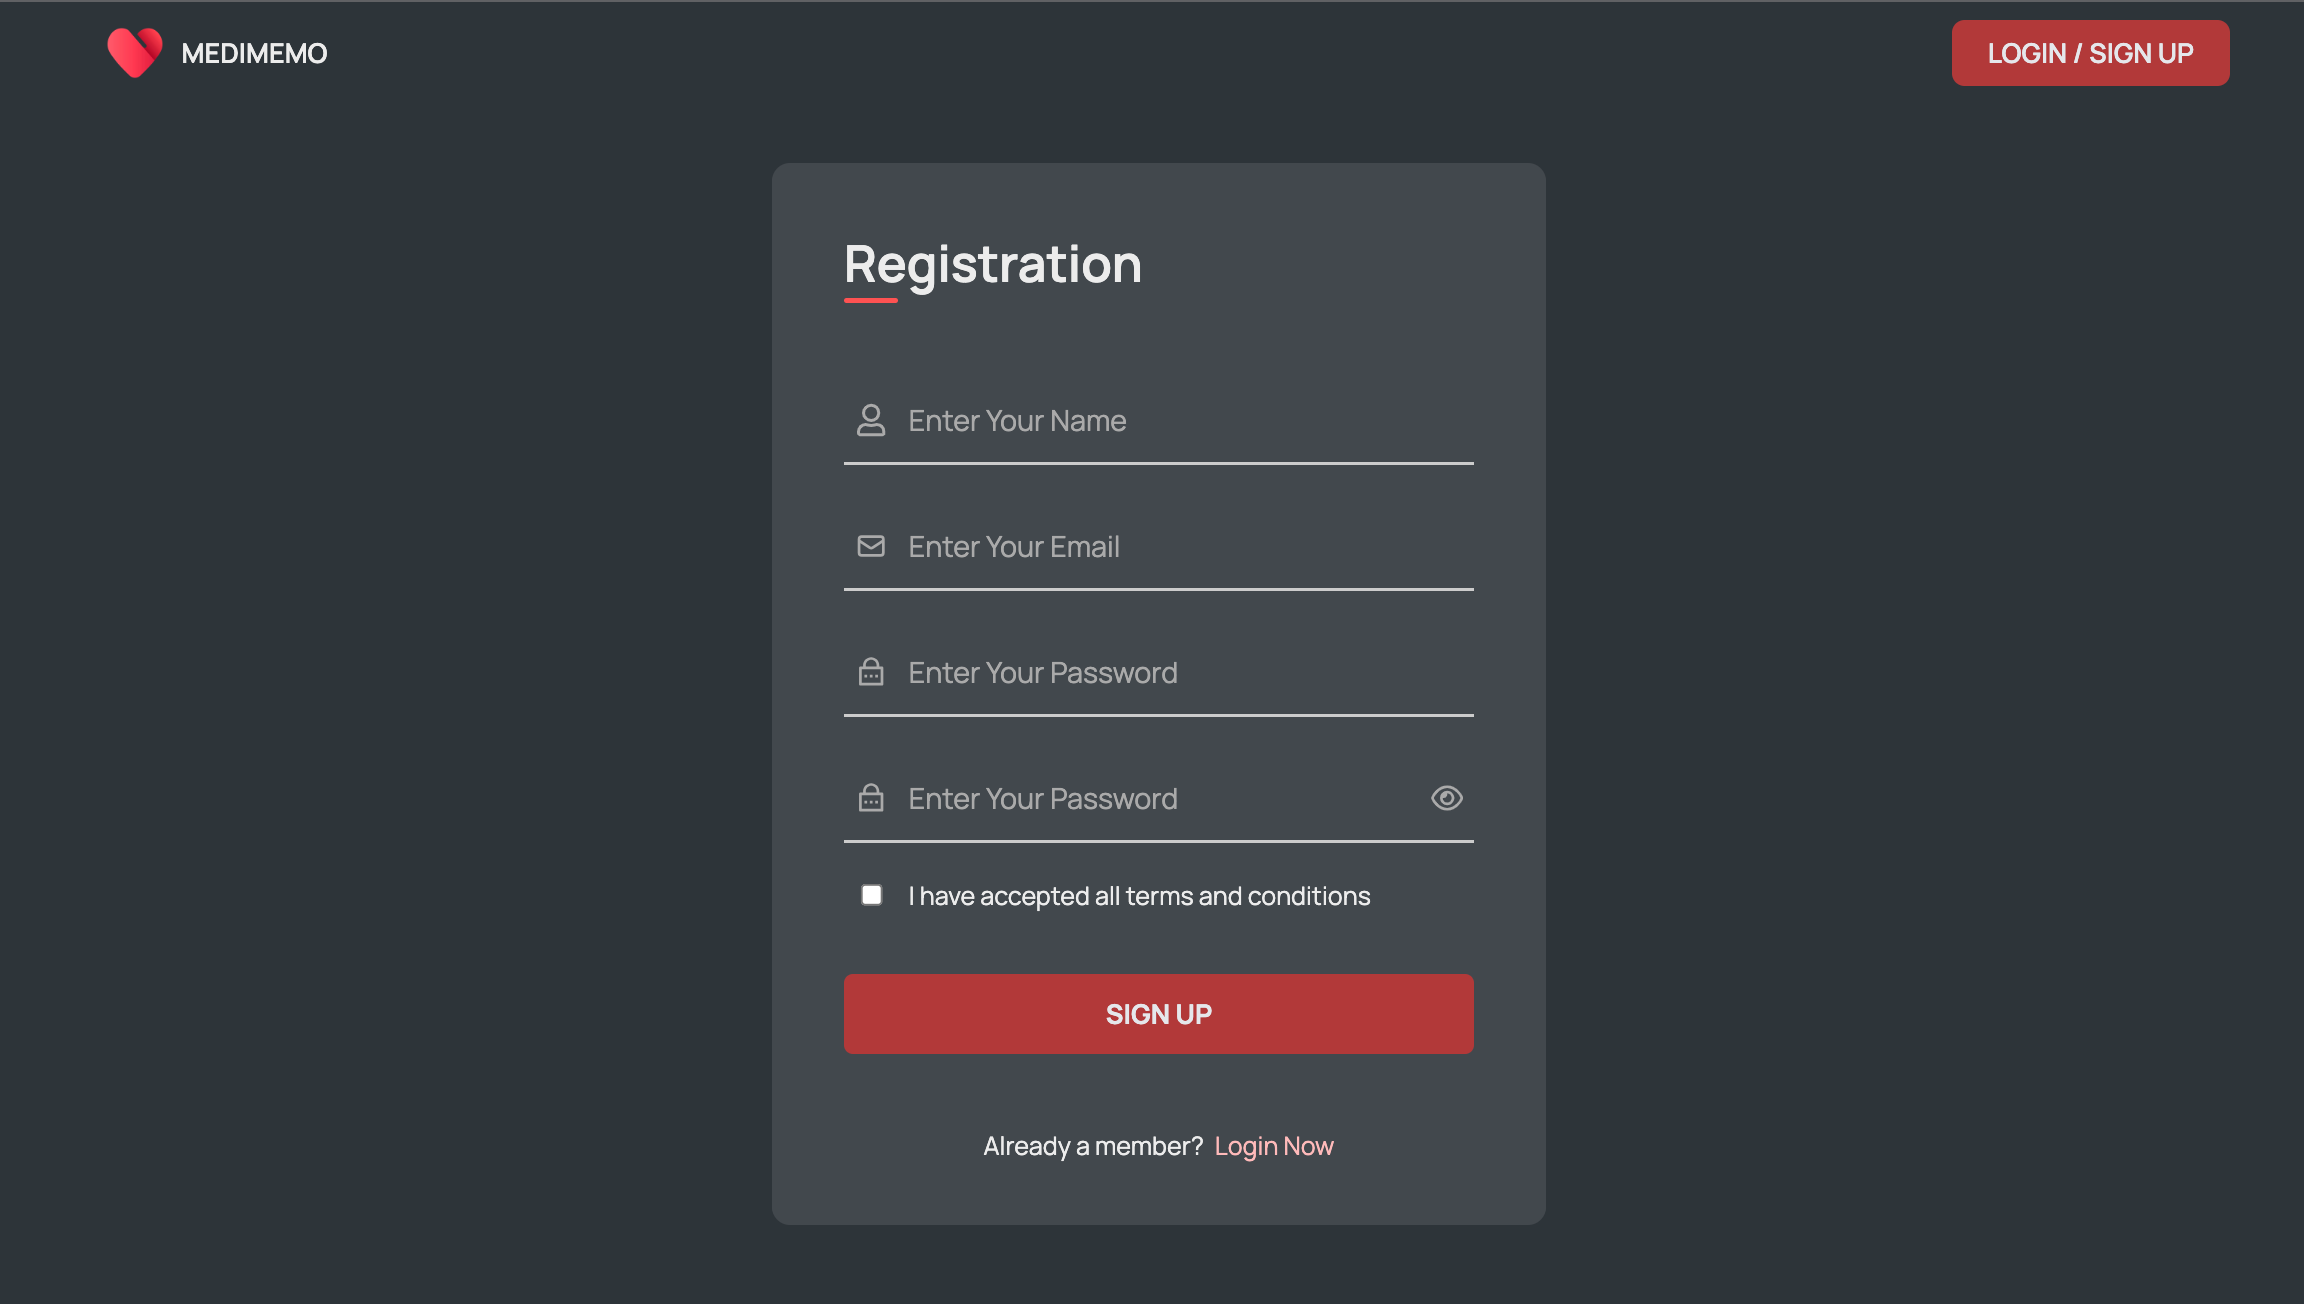 MEDIMEMO
LOGIN / SIGN UP
Registration
Enter Your Name
Enter Your Email
Enter Your Password
Enter Your Password
I have accepted all terms and conditions
SIGN UP
Already a member? Login Now